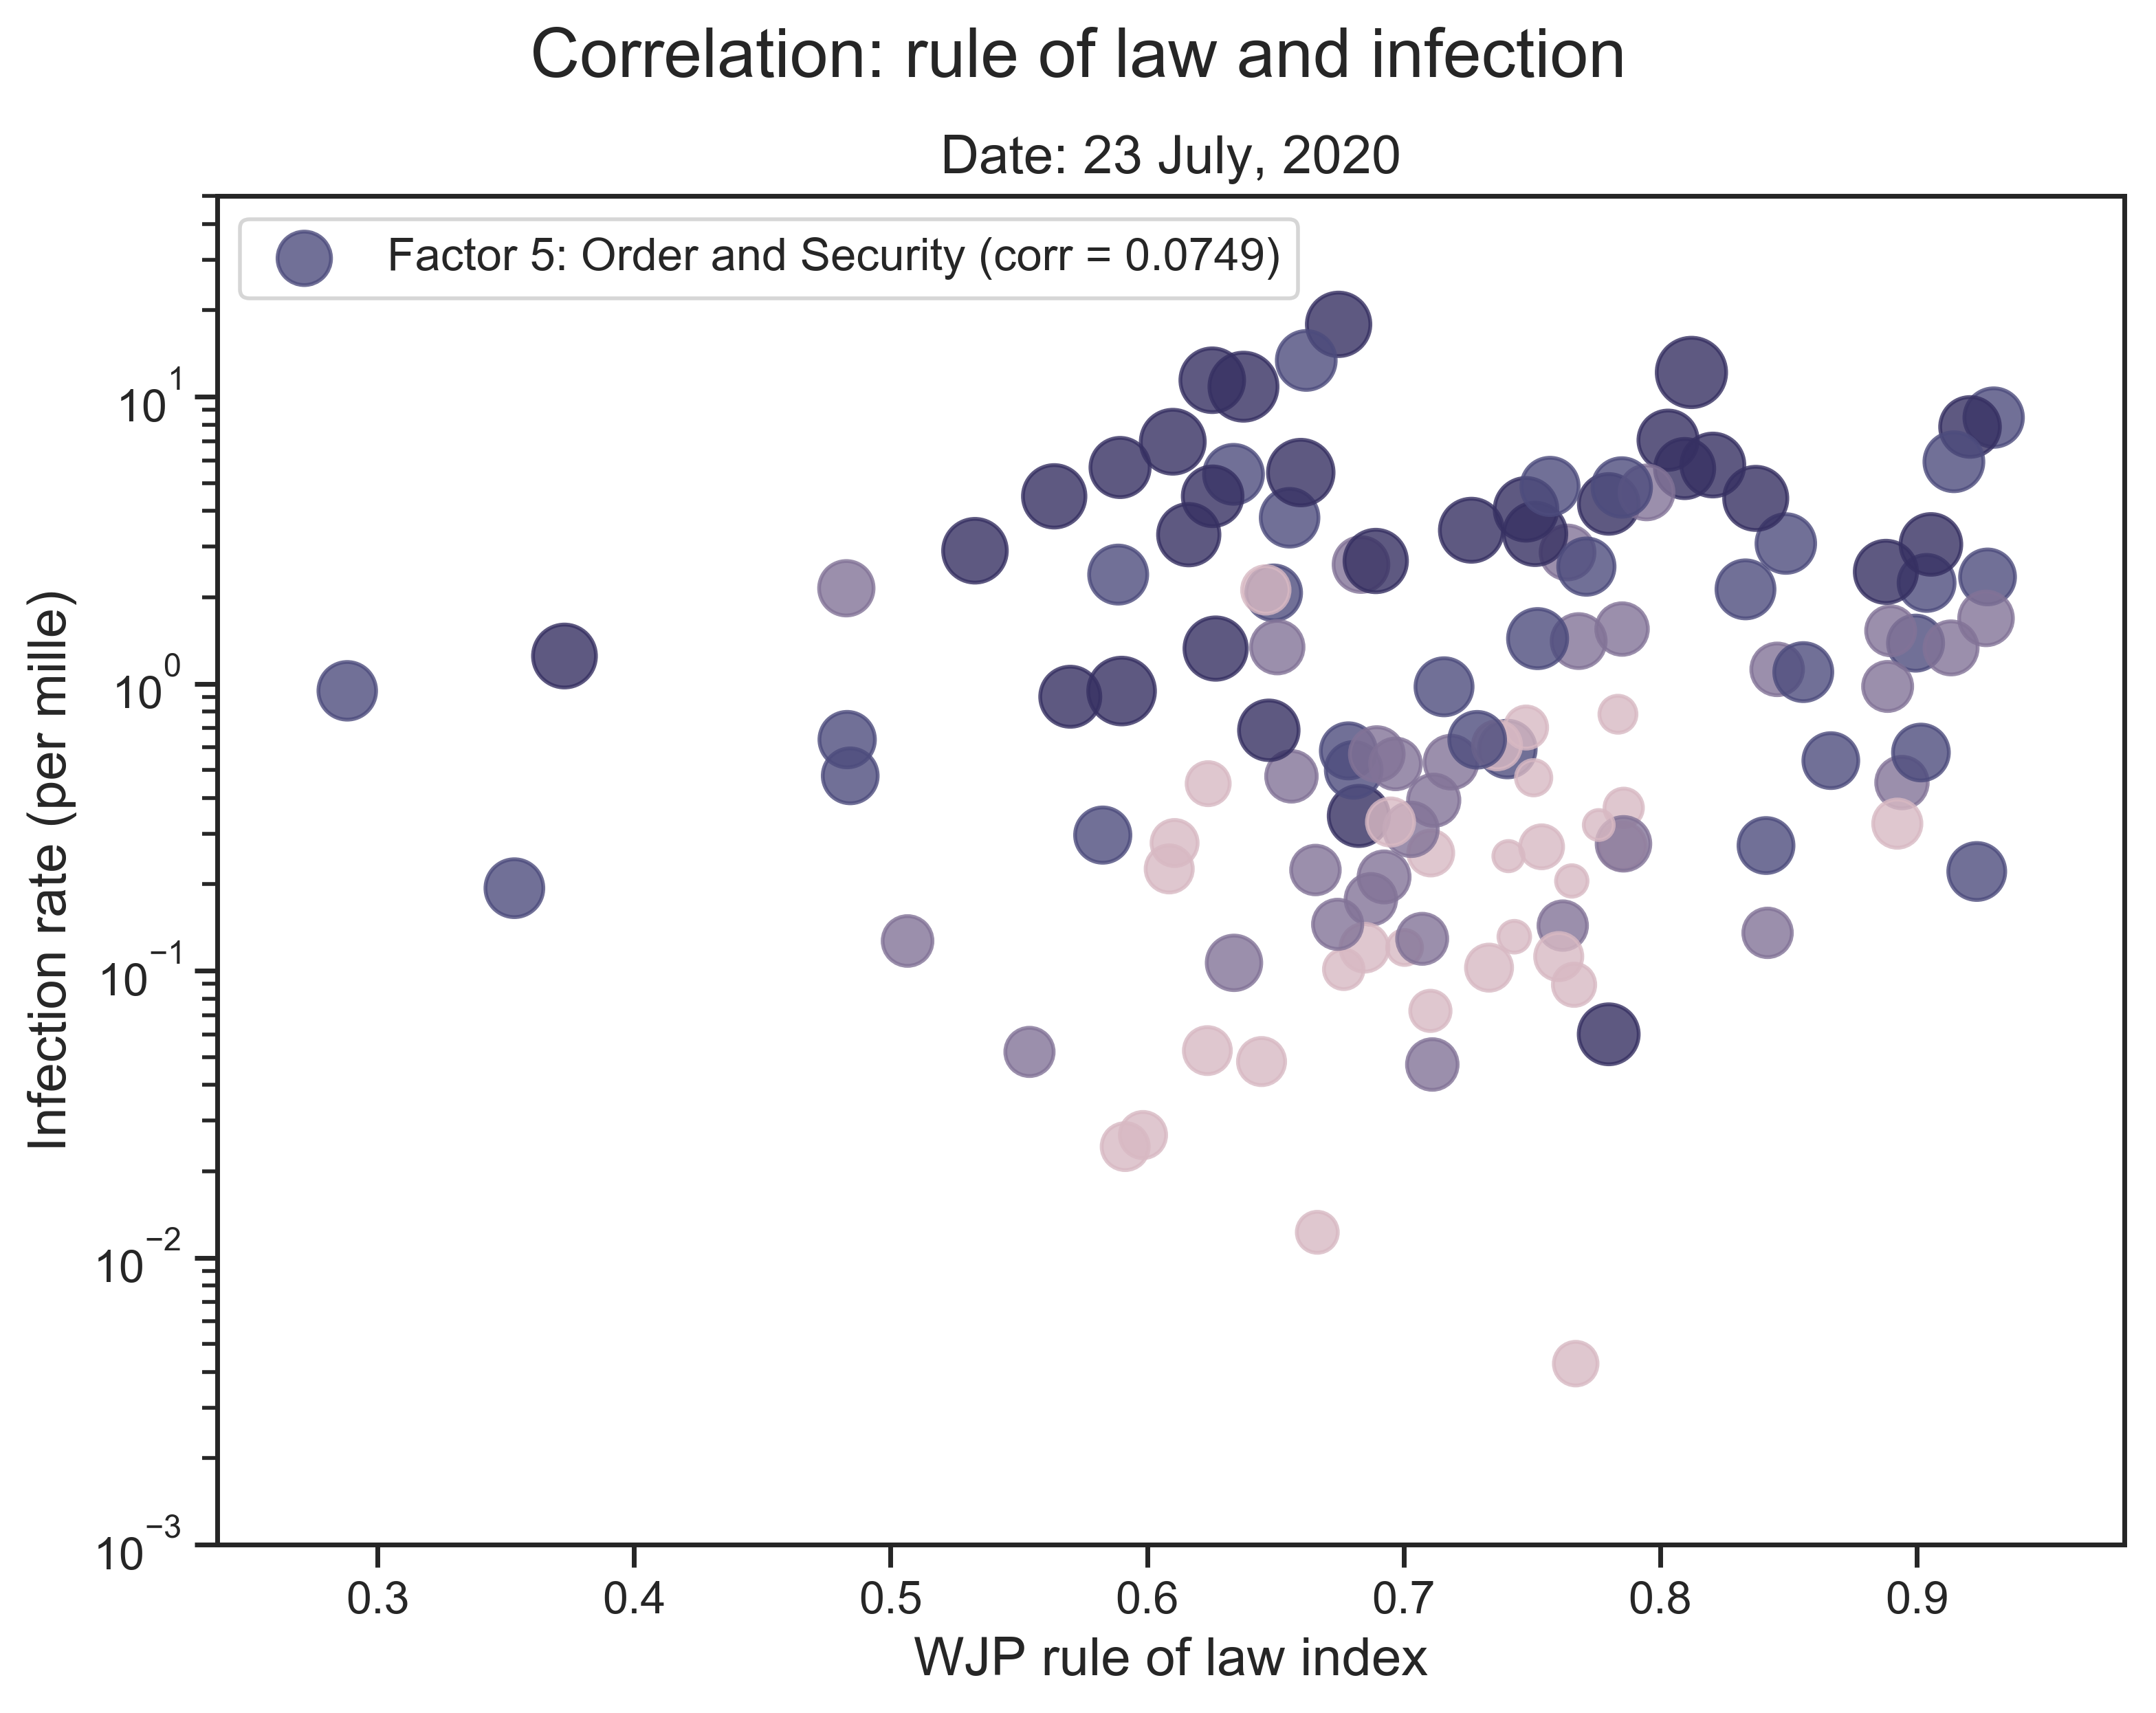 Correlation: rule of law and infection
Date: 23 July, 2020
Factor 5: Order and Security (corr = 0.0749)
Infection rate (per mille)
10^1
10^0
10^−1
10^−2
10^−3
0.3 0.4 0.5 0.6 0.7 0.8 0.9
WJP rule of law index